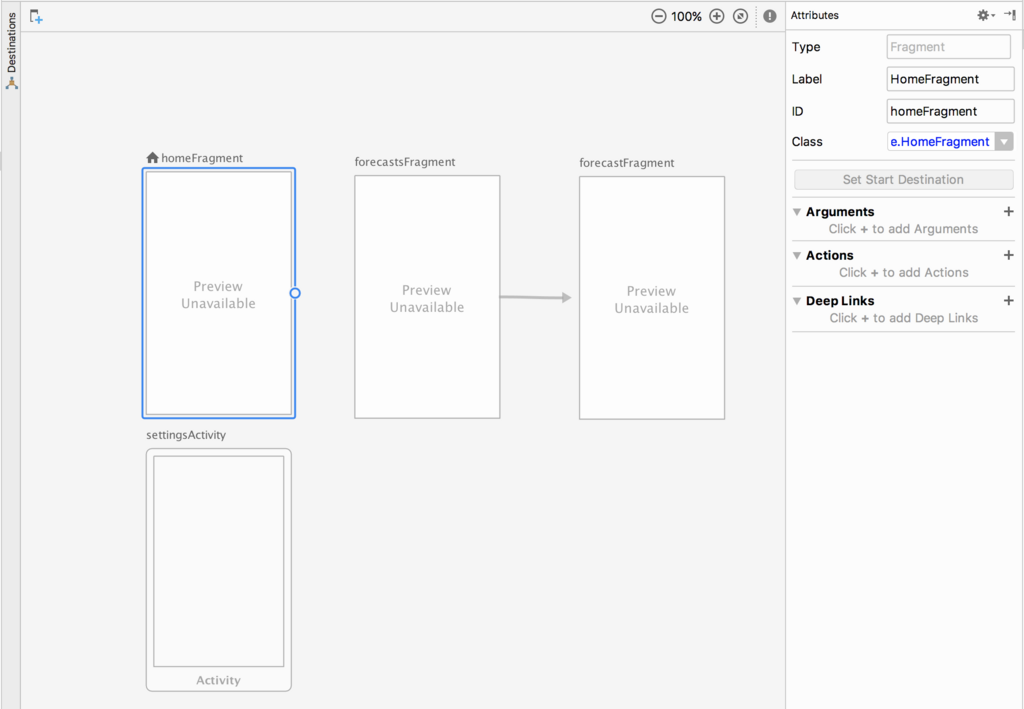 Destinations
100%
Attributes
Type
Fragment
Label
HomeFragment
ID
homeFragment
Class
e.HomeFragment
Set Start Destination
Arguments
Click + to add Arguments
Actions
Click + to add Actions
Deep Links
Click + to add Deep Links
homeFragment
Preview
Unavailable
forecastsFragment
Preview
Unavailable
forecastFragment
Preview
Unavailable
settingsActivity
Activity